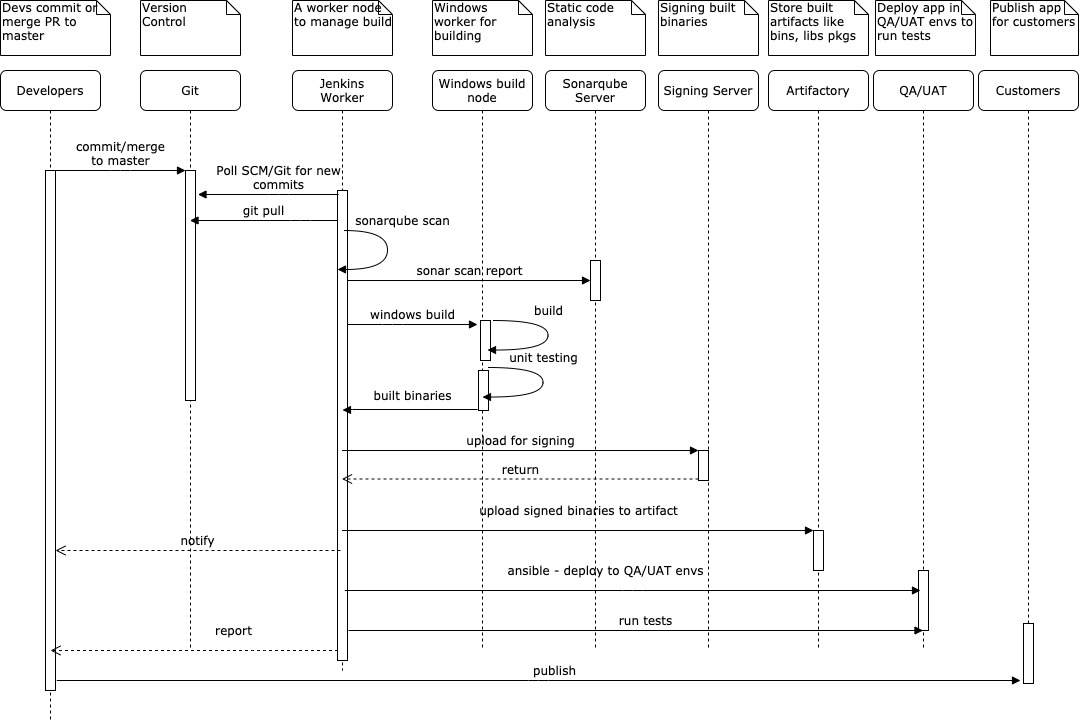 Devs commit or
merge PR to
master
Version
Control
A worker node
to manage build
Windows
worker for
building
Static code
analysis
Signing built
binaries
Store built
artifacts like
bins, libs pkgs
Deploy app in
QA/UAT envs to
run tests
Publish app
for customers
Developers
Git
Jenkins
Worker
Windows build
node
Sonarqube
Server
Signing Server
Artifactory
QA/UAT
Customers
commit/merge
to master
Poll SCM/Git for new
commits
git pull
sonarqube scan
sonar scan report
windows build
build
unit testing
built binaries
upload for signing
return
upload signed binaries to artifact
notify
ansible - deploy to QA/UAT envs
run tests
report
publish